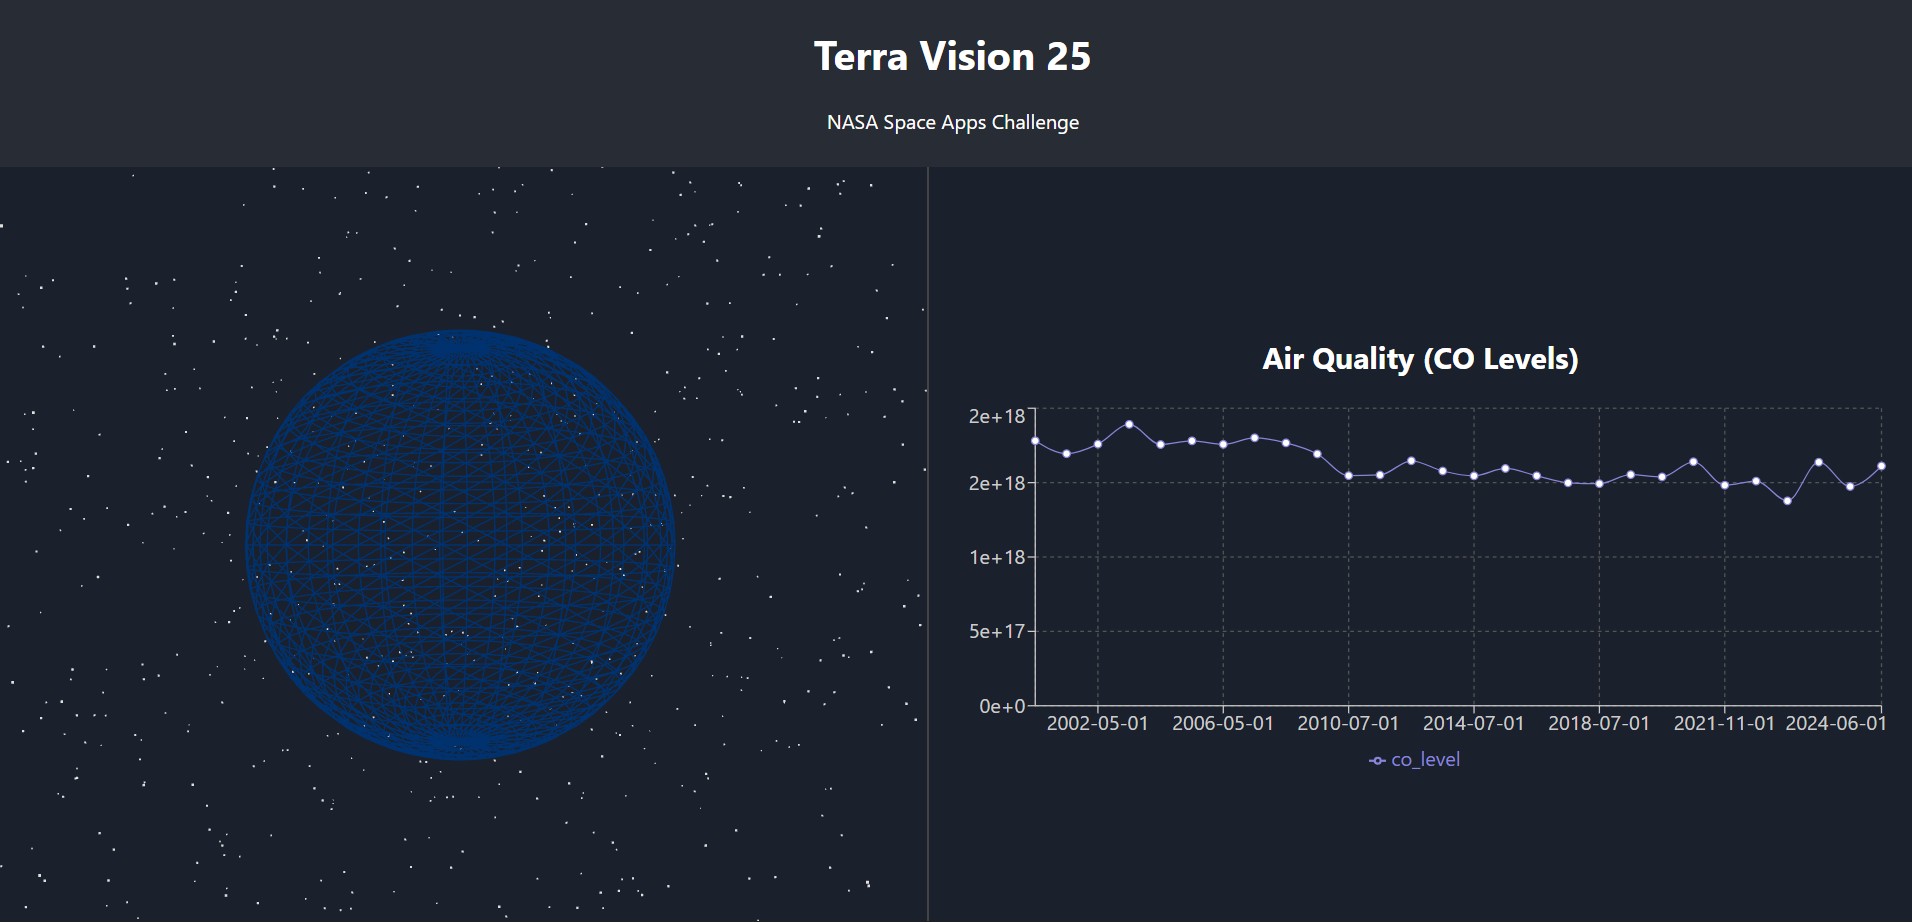 Terra Vision 25
NASA Space Apps Challenge
Air Quality (CO Levels)
2e+18
2e+18
1e+18
5e+17
0e+0
2002-05-01 2006-05-01 2010-07-01 2014-07-01 2018-07-01 2021-11-01 2024-06-01
co_level